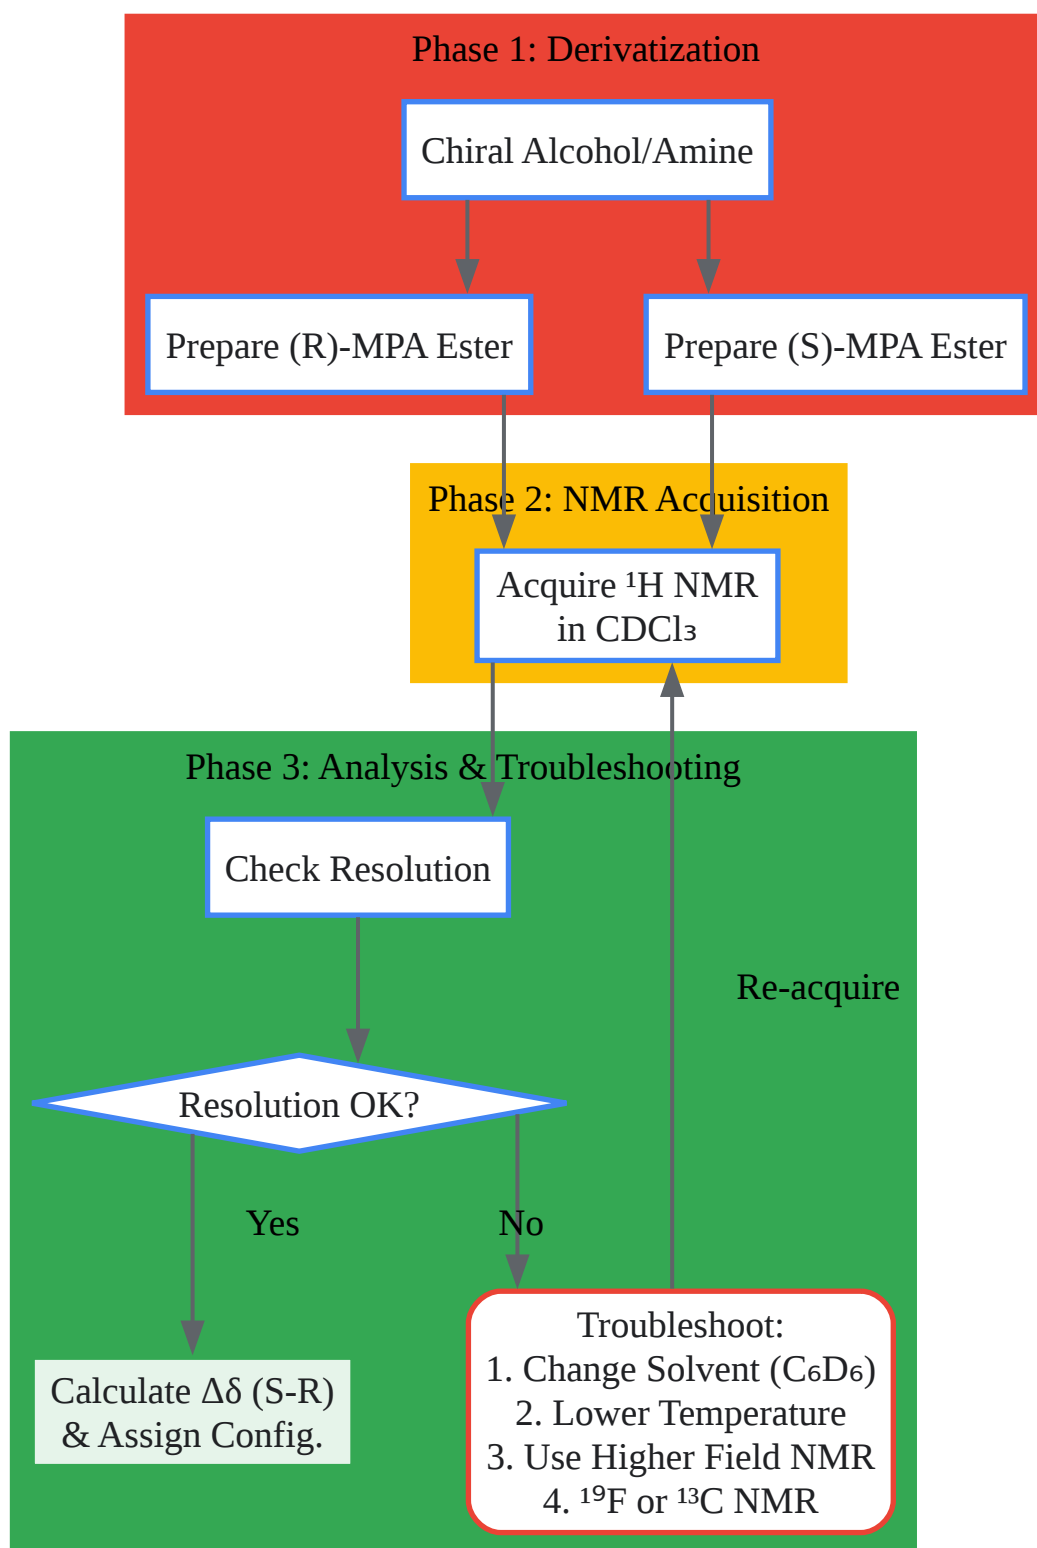 Phase 1: Derivatization
Chiral Alcohol/Amine
Prepare (R)-MPA Ester
Prepare (S)-MPA Ester
Phase 2: NMR Acquisition
Acquire ¹H NMR
in CDCl₃
Phase 3: Analysis & Troubleshooting
Check Resolution
Re-acquire
Resolution OK?
Yes
No
Calculate Δδ (S-R)
& Assign Config.
Troubleshoot:
1. Change Solvent (C₆D₆)
2. Lower Temperature
3. Use Higher Field NMR
4. ¹⁹F or ¹³C NMR